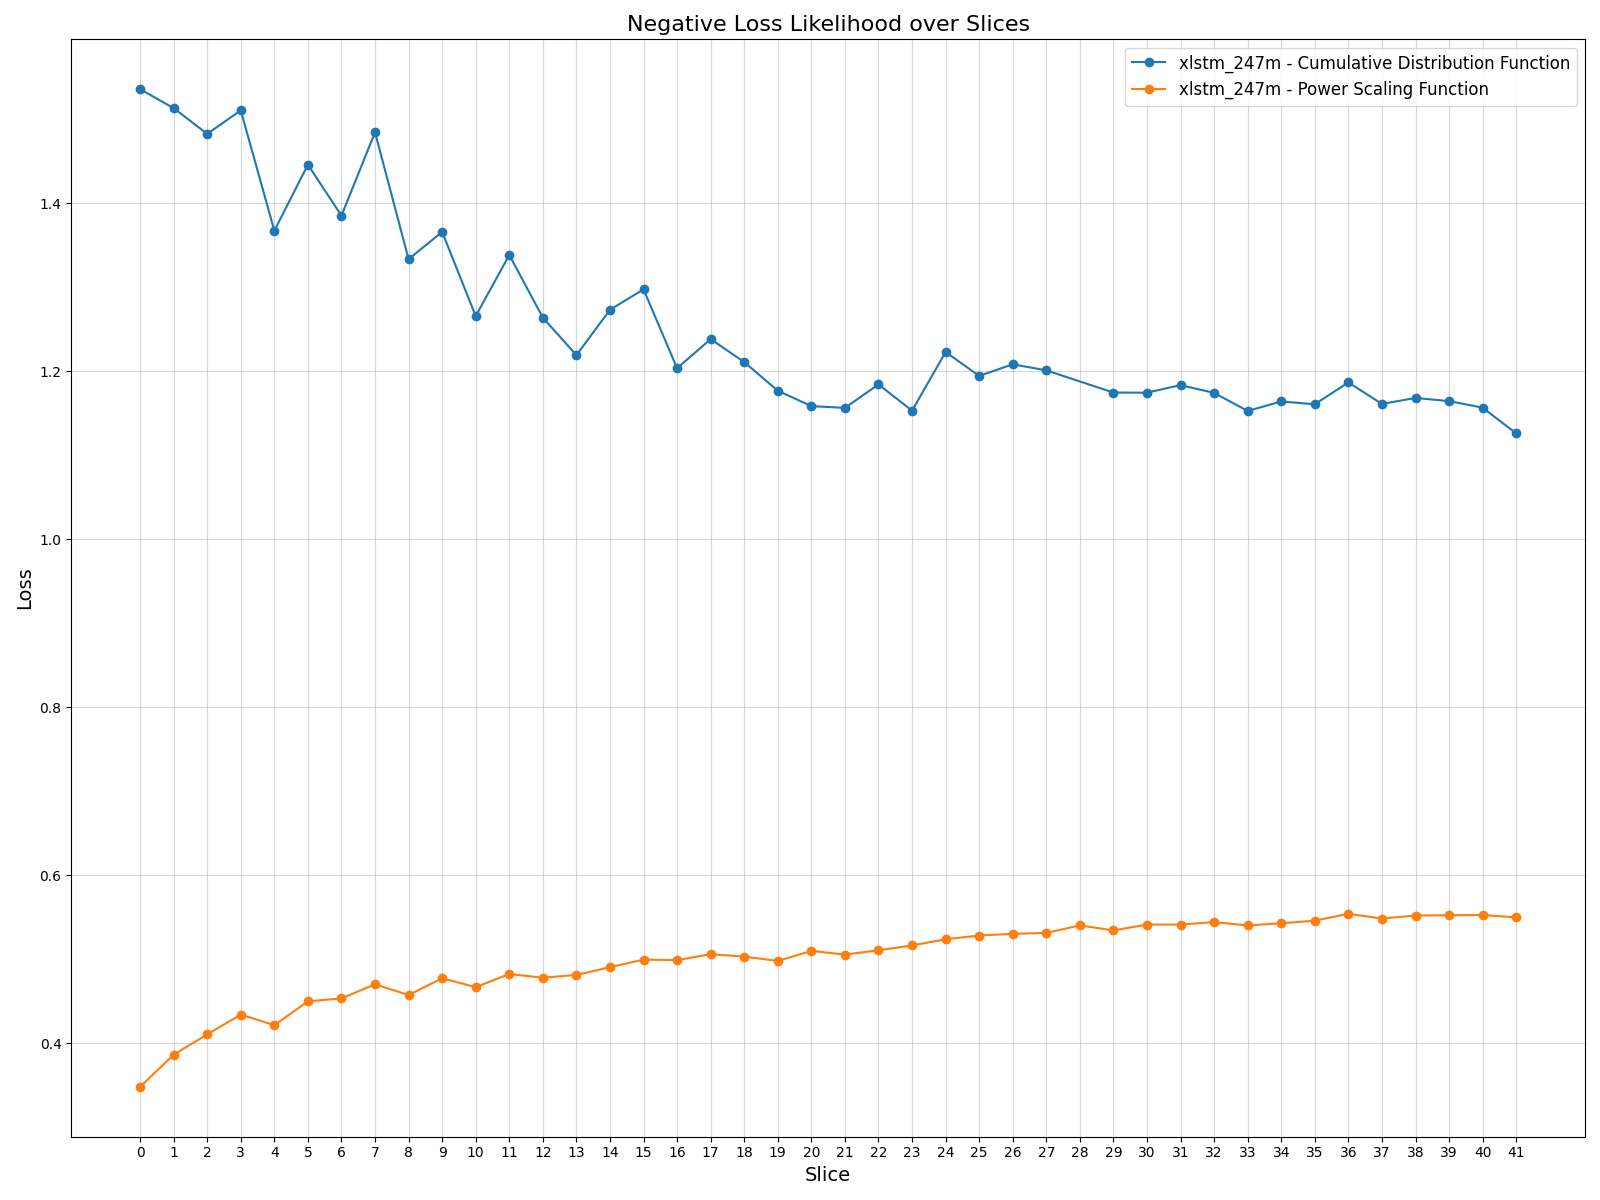 Negative Loss Likelihood over Slices
xlstm_247m - Cumulative Distribution Function
xlstm_247m - Power Scaling Function
1.4
1.2
1.0
0.8
0.6
0.4
Loss
0 1 2 3 4 5 6 7 8 9 10 11 12 13 14 15 16 17 18 19 20 21 22 23 24 25 26 27 28 29 30 31 32 33 34 35 36 37 38 39 40 41
Slice